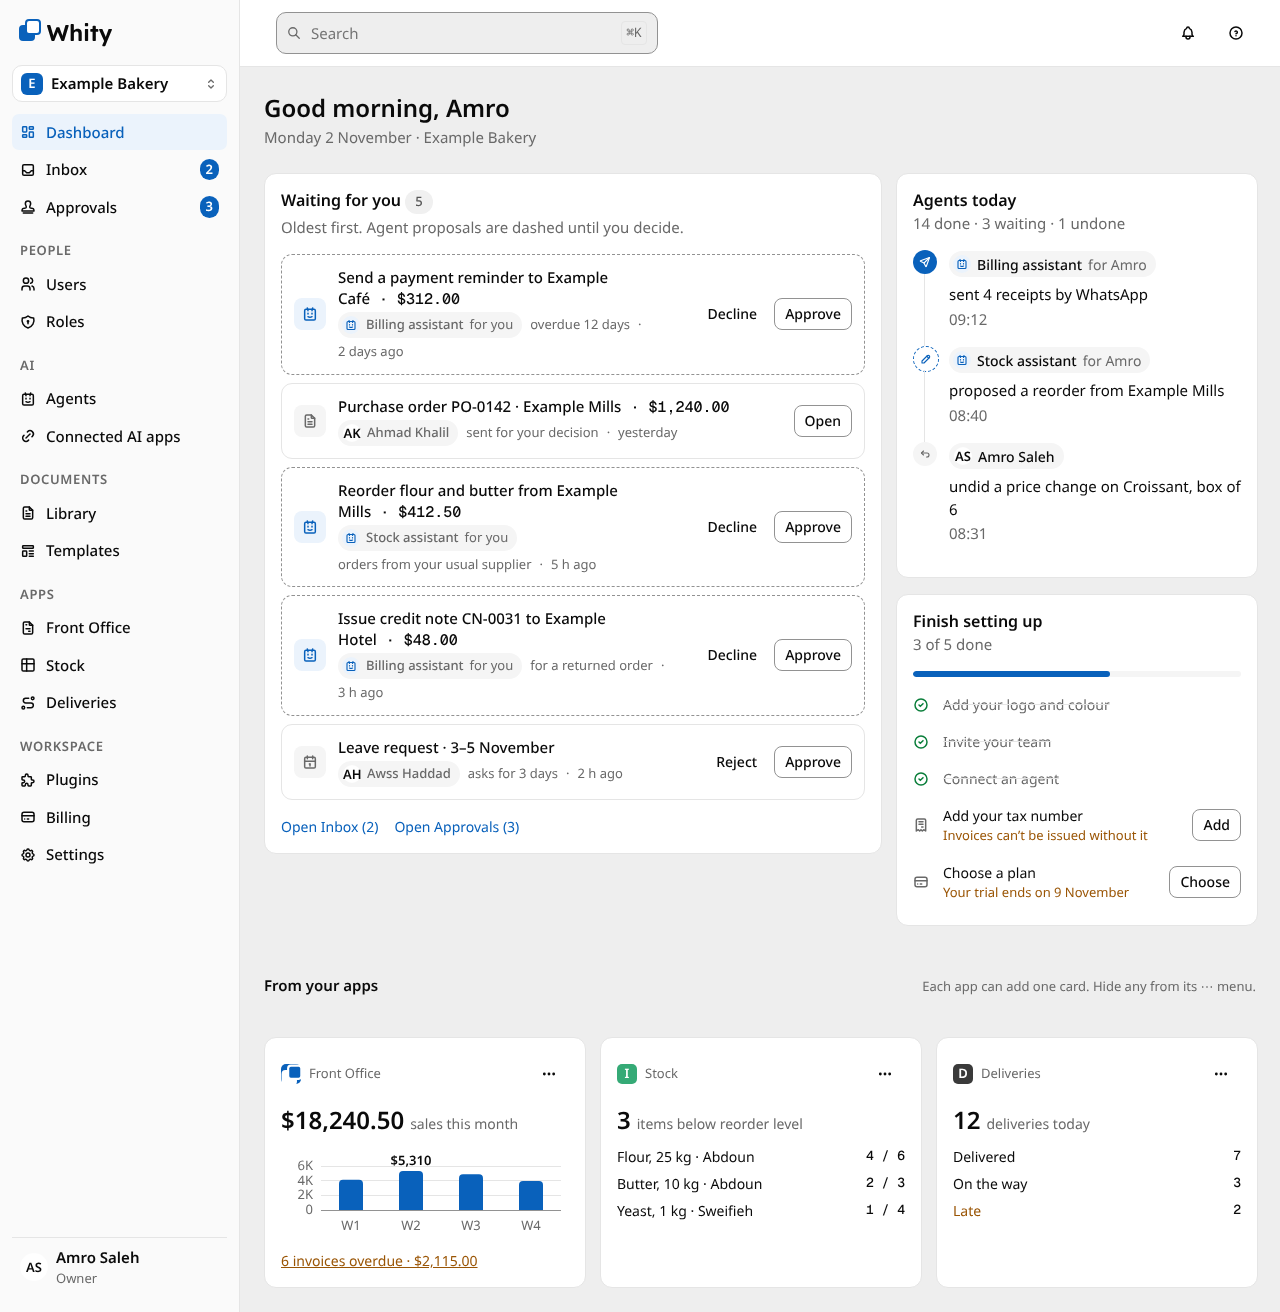 Whity
E Example Bakery
Dashboard
Inbox 2
Approvals 3
PEOPLE
Users
Roles
AI
Agents
Connected AI apps
DOCUMENTS
Library
Templates
APPS
Front Office
Stock
Deliveries
WORKSPACE
Plugins
Billing
Settings
AS Amro Saleh
Owner
Search ⌘K
Good morning, Amro
Monday 2 November · Example Bakery
Waiting for you 5
Oldest first. Agent proposals are dashed until you decide.
Send a payment reminder to Example
Café · $312.00
Billing assistant for you overdue 12 days ·
2 days ago
Decline Approve
Purchase order PO-0142 · Example Mills · $1,240.00
AK Ahmad Khalil sent for your decision · yesterday
Open
Reorder flour and butter from Example
Mills · $412.50
Stock assistant for you
orders from your usual supplier · 5 h ago
Decline Approve
Issue credit note CN-0031 to Example
Hotel · $48.00
Billing assistant for you for a returned order ·
3 h ago
Decline Approve
Leave request · 3–5 November
AH Awss Haddad asks for 3 days · 2 h ago
Reject Approve
Open Inbox (2) Open Approvals (3)
Agents today
14 done · 3 waiting · 1 undone
Billing assistant for Amro
sent 4 receipts by WhatsApp
09:12
Stock assistant for Amro
proposed a reorder from Example Mills
08:40
AS Amro Saleh
undid a price change on Croissant, box of
6
08:31
Finish setting up
3 of 5 done
Add your logo and colour
Invite your team
Connect an agent
Add your tax number
Invoices can't be issued without it
Add
Choose a plan
Your trial ends on 9 November
Choose
From your apps
Each app can add one card. Hide any from its ··· menu.
Front Office
$18,240.50 sales this month
$5,310
6K
4K
2K
0
W1 W2 W3 W4
6 invoices overdue · $2,115.00
I Stock
3 items below reorder level
Flour, 25 kg · Abdoun 4 / 6
Butter, 10 kg · Abdoun 2 / 3
Yeast, 1 kg · Sweifieh 1 / 4
D Deliveries
12 deliveries today
Delivered 7
On the way 3
Late 2